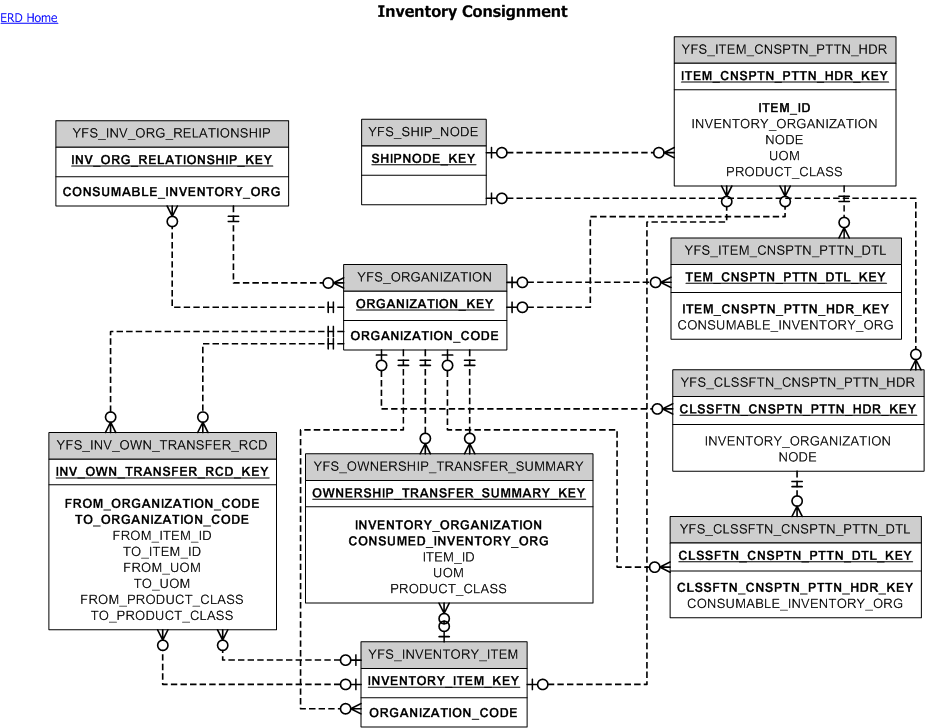 ERD Home
Inventory Consignment
YFS_ITEM_CNSPTN_PTTN_HDR
ITEM_CNSPTN_PTTN_HDR_KEY
ITEM_ID
INVENTORY_ORGANIZATION
NODE
UOM
PRODUCT_CLASS
YFS_INV_ORG_RELATIONSHIP
INV_ORG_RELATIONSHIP_KEY
CONSUMABLE_INVENTORY_ORG
YFS_SHIP_NODE
SHIPNODE_KEY
YFS_ITEM_CNSPTN_PTTN_DTL
TEM_CNSPTN_PTTN_DTL_KEY
ITEM_CNSPTN_PTTN_HDR_KEY
CONSUMABLE_INVENTORY_ORG
YFS_ORGANIZATION
ORGANIZATION_KEY
ORGANIZATION_CODE
YFS_CLSSFTN_CNSPTN_PTTN_HDR
CLSSFTN_CNSPTN_PTTN_HDR_KEY
INVENTORY_ORGANIZATION
NODE
YFS_INV_OWN_TRANSFER_RCD
INV_OWN_TRANSFER_RCD_KEY
FROM_ORGANIZATION_CODE
TO_ORGANIZATION_CODE
FROM_ITEM_ID
TO_ITEM_ID
FROM_UOM
TO_UOM
FROM_PRODUCT_CLASS
TO_PRODUCT_CLASS
YFS_OWNERSHIP_TRANSFER_SUMMARY
OWNERSHIP_TRANSFER_SUMMARY_KEY
INVENTORY_ORGANIZATION
CONSUMED_INVENTORY_ORG
ITEM_ID
UOM
PRODUCT_CLASS
YFS_CLSSFTN_CNSPTN_PTTN_DTL
CLSSFTN_CNSPTN_PTTN_DTL_KEY
CLSSFTN_CNSPTN_PTTN_HDR_KEY
CONSUMABLE_INVENTORY_ORG
YFS_INVENTORY_ITEM
INVENTORY_ITEM_KEY
ORGANIZATION_CODE